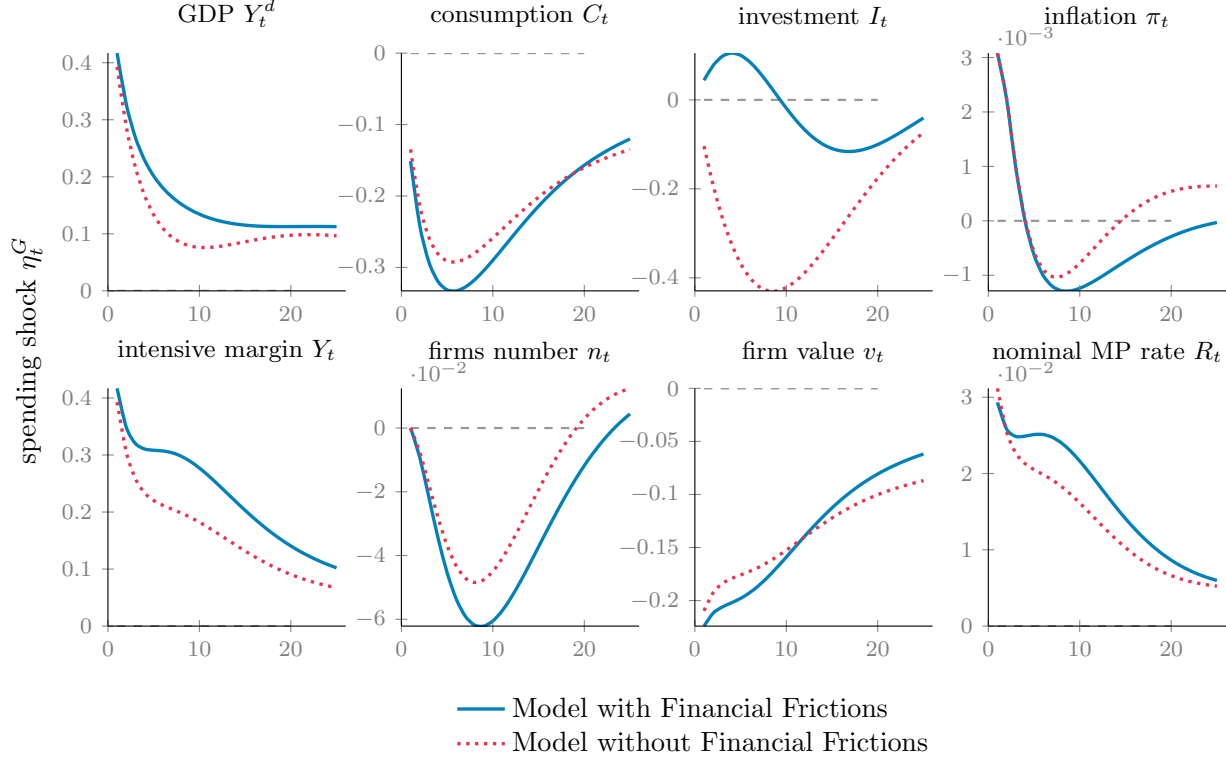 GDP Y_t^d
consumption C_t
investment I_t
inflation π_t
·10^−3
0.4
0.3
0.2
0.1
0
0 10 20
0
−0.1
−0.2
−0.3
0 10 20
0
−0.2
−0.4
0 10 20
3
2
1
0
−1
0 10 20
spending shock η_t^G
intensive margin Y_t
firms number n_t
firm value v_t
nominal MP rate R_t
·10^−2
·10^−2
0.4
0.3
0.2
0.1
0
0 10 20
0
−2
−4
−6
0 10 20
0
−0.05
−0.1
−0.15
−0.2
0 10 20
3
2
1
0
0 10 20
Model with Financial Frictions
Model without Financial Frictions